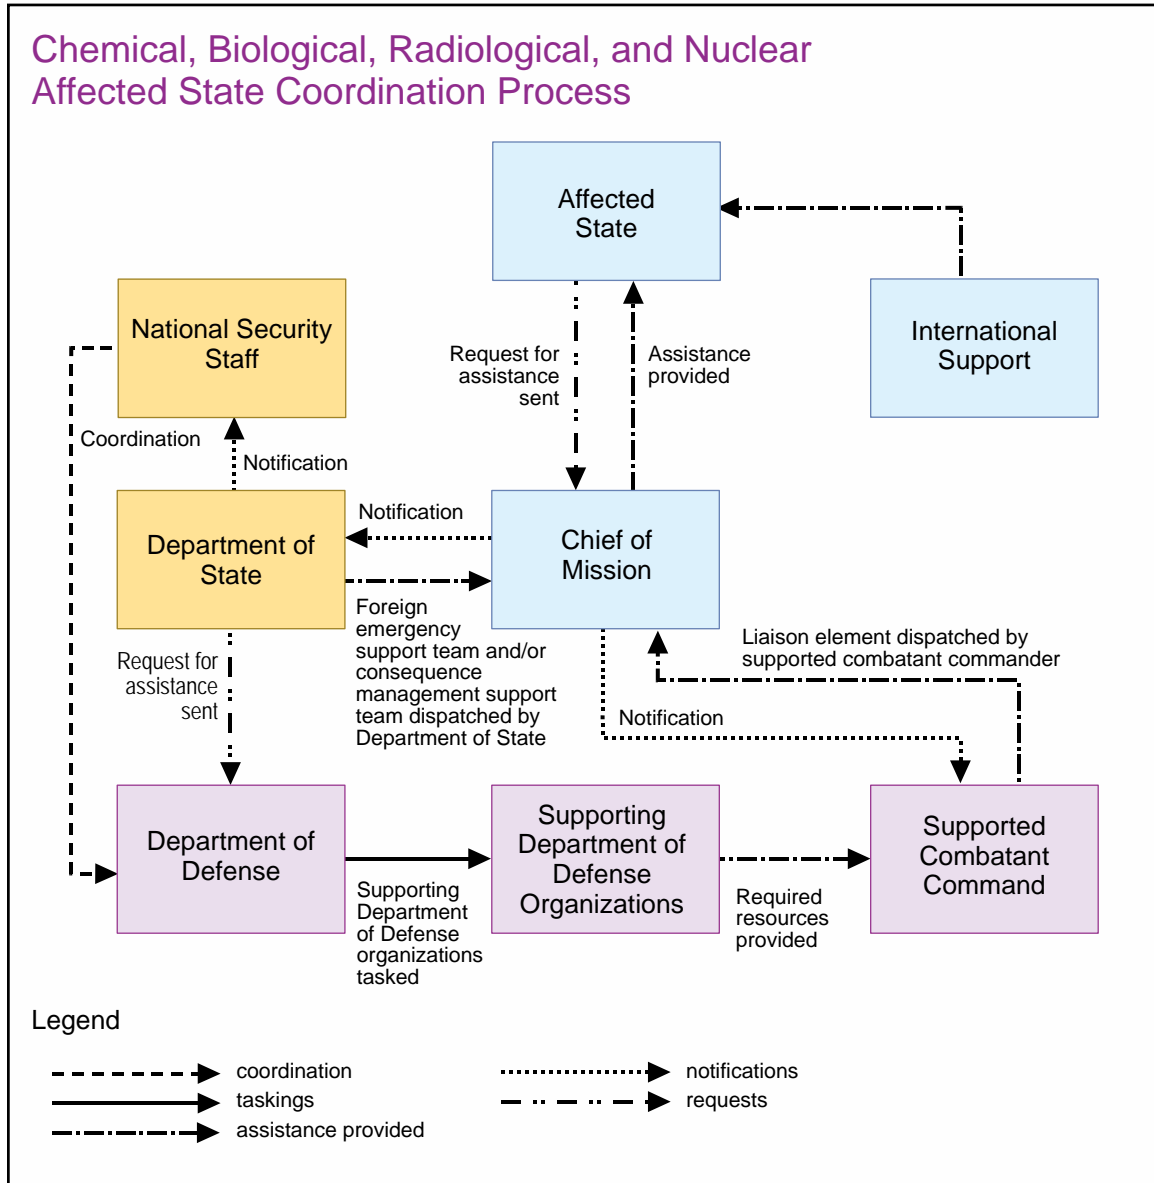 Chemical, Biological, Radiological, and Nuclear
Affected State Coordination Process
Affected
State
National Security
Staff
International
Support
Request for
assistance
sent
Assistance
provided
Coordination
Notification
Notification
Department of
State
Chief of
Mission
Foreign
emergency
support team and/or
consequence
management support
team dispatched by
Department of State
Request for
assistance
sent
Liaison element dispatched by
supported combatant commander
Notification
Department of
Defense
Supporting
Department of
Defense
Organizations
Supported
Combatant
Command
Supporting
Department
of Defense
organizations
tasked
Required
resources
provided
Legend
coordination
taskings
assistance provided
notifications
requests